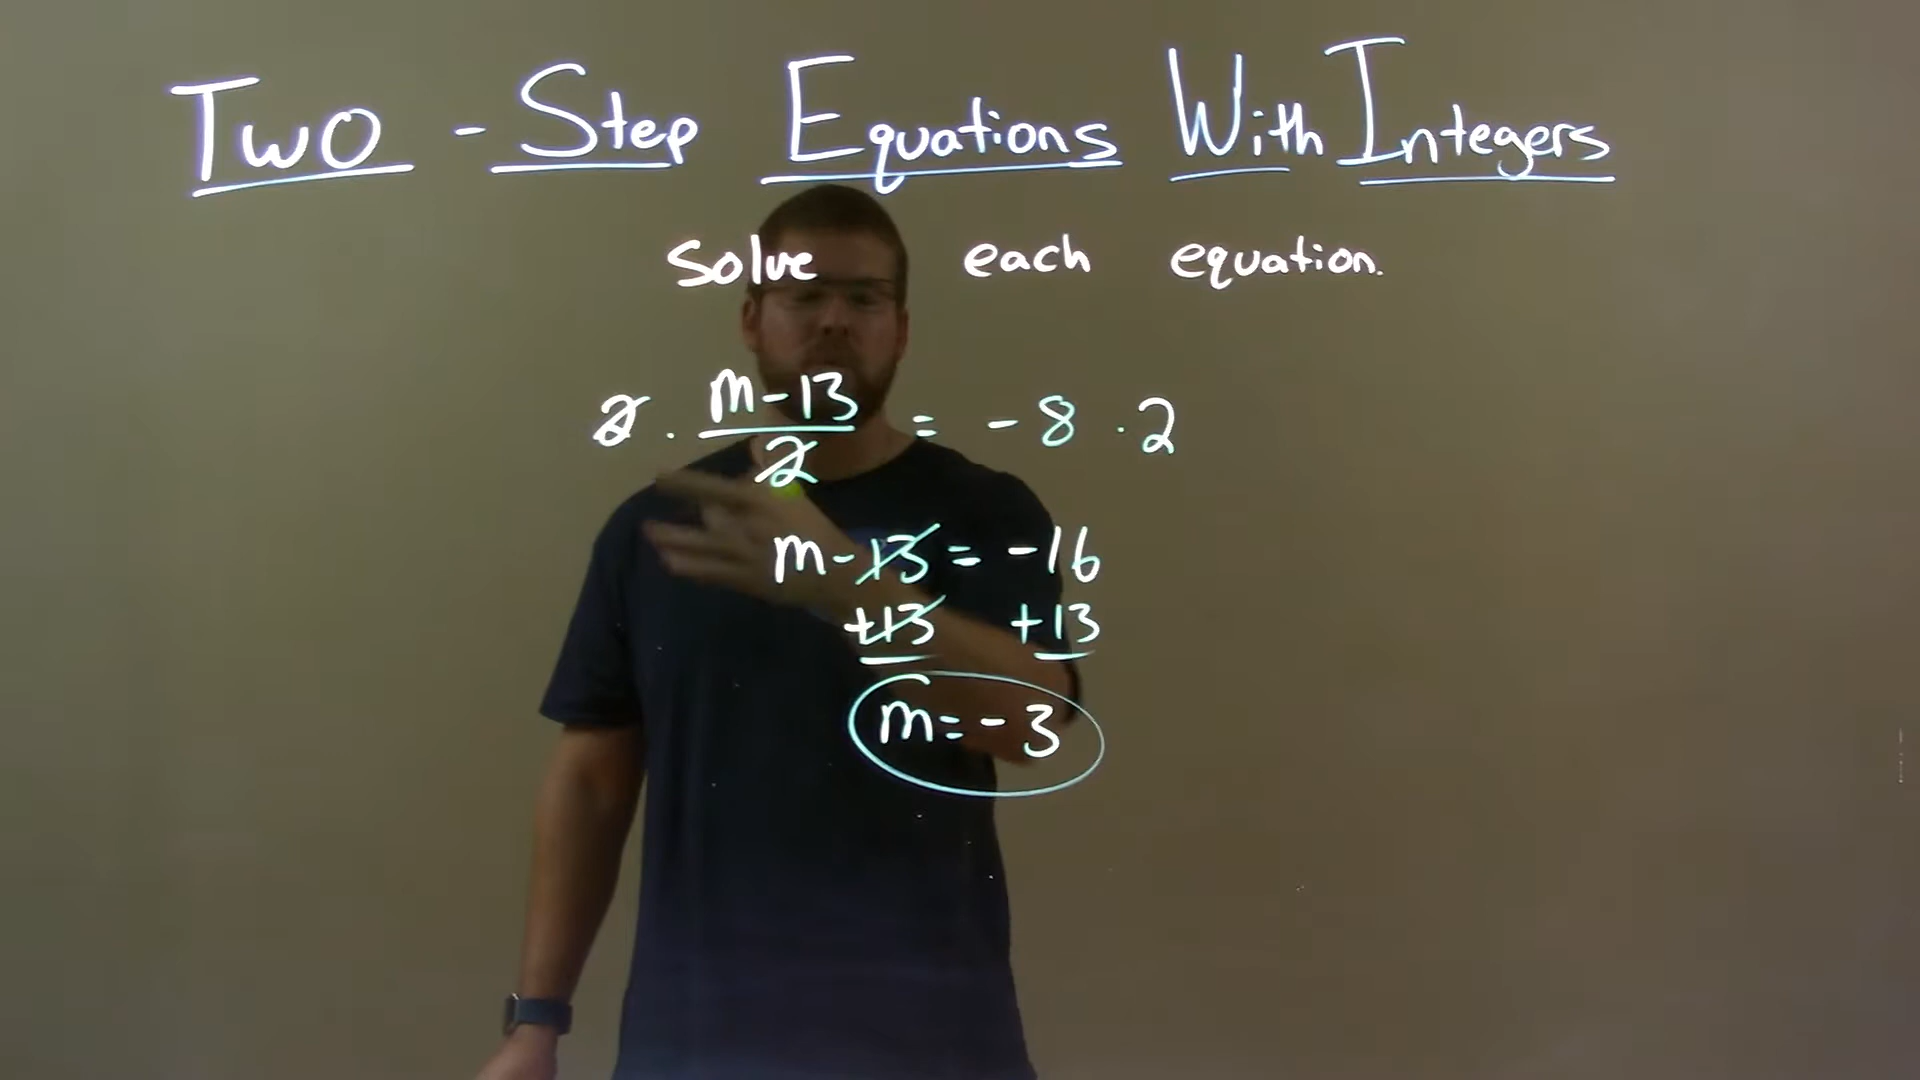 Two - Step Equations With Integers
Solve each equation.
2 · m - 13 / 2 = - 8 · 2
m - 13 = - 16
+13 +13
m = - 3